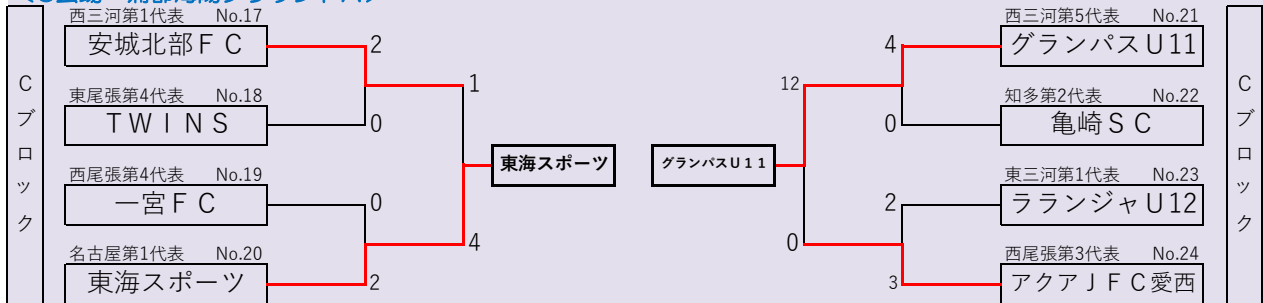 Cブロック
西三河第1代表 No.17
安城北部ＦＣ
2
東尾張第4代表 No.18
ＴＷＩＮＳ
0
1
西尾張第4代表 No.19
一宮ＦＣ
0
名古屋第1代表 No.20
東海スポーツ
2
4
東海スポーツ
グランパスＵ１１
12
0
西三河第5代表 No.21
4
グランパスＵ11
知多第2代表 No.22
0
亀崎ＳＣ
東三河第1代表 No.23
2
ラランジャＵ12
西尾張第3代表 No.24
3
アクアＪＦＣ愛西
Cブロック